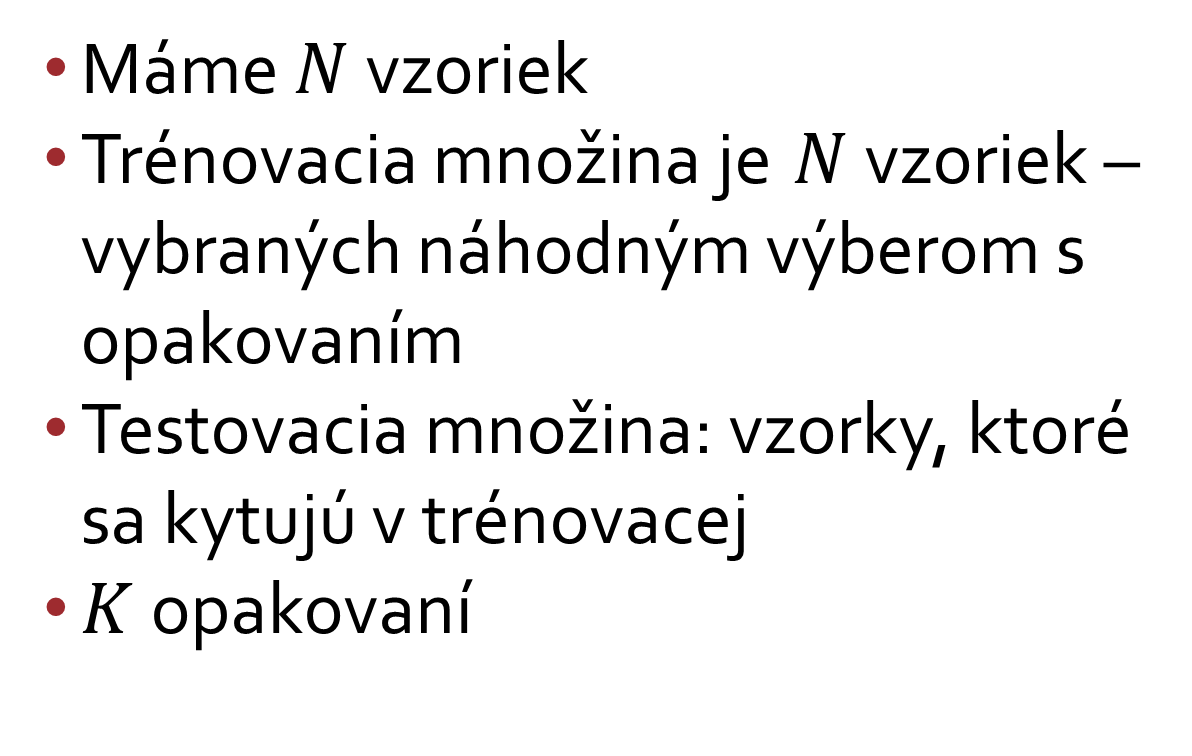 • Máme N vzoriek
• Trénovacia množina je N vzoriek –
vybraných náhodným výberom s
opakovaním
• Testovacia množina: vzorky, ktoré
sa kytujú v trénovacej
• K opakovaní